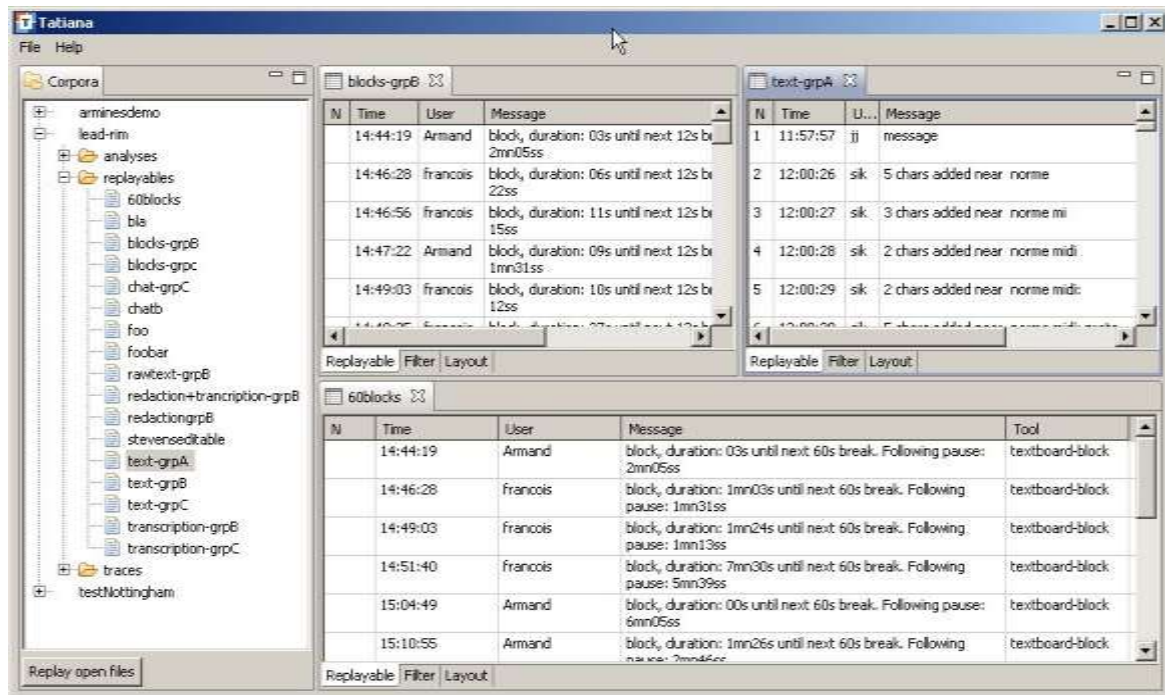 Tatiana
File Help
Corpora
arminesdemo
lead-rim
analyses
replayables
60blocks
bla
blocks-grpB
blocks-grpc
chat-grpC
chatb
foo
foobar
rawtext-grpB
redaction+trancription-grpB
redactiongrpB
stevenseditable
text-grpA
text-grpB
text-grpC
transcription-grpB
transcription-grpC
traces
testNottingham
Replay open files
blocks-grpB
N Time User Message
14:44:19 Armand block, duration: 03s until next 12s
2mn05ss
14:46:28 francois block, duration: 06s until next 12s
22ss
14:46:56 francois block, duration: 11s until next 12s
15ss
14:47:22 Armand block, duration: 09s until next 12s
1mn31ss
14:49:03 francois block, duration: 10s until next 12s
12ss
Replayable Filter Layout
text-grpA
N Time U... Message
1 11:57:57 jj message
2 12:00:26 sik 5 chars added near norme
3 12:00:27 sik 3 chars added near norme mi
4 12:00:28 sik 2 chars added near norme midi
5 12:00:29 sik 2 chars added near norme midi:
Replayable Filter Layout
60blocks
N Time User Message Tool
14:44:19 Armand block, duration: 03s until next 60s break. Following pause: textboard-block
2mn05ss
14:46:28 francois block, duration: 1mn03s until next 60s break. Following textboard-block
pause: 1mn31ss
14:49:03 francois block, duration: 1mn24s until next 60s break. Following textboard-block
pause: 1mn13ss
14:51:40 francois block, duration: 7mn30s until next 60s break. Following textboard-block
pause: 5mn39ss
15:04:49 Armand block, duration: 00s until next 60s break. Following pause: textboard-block
6mn05ss
15:10:55 Armand block, duration: 1mn26s until next 60s break. Following textboard-block
pause: 2mn46ss
Replayable Filter Layout